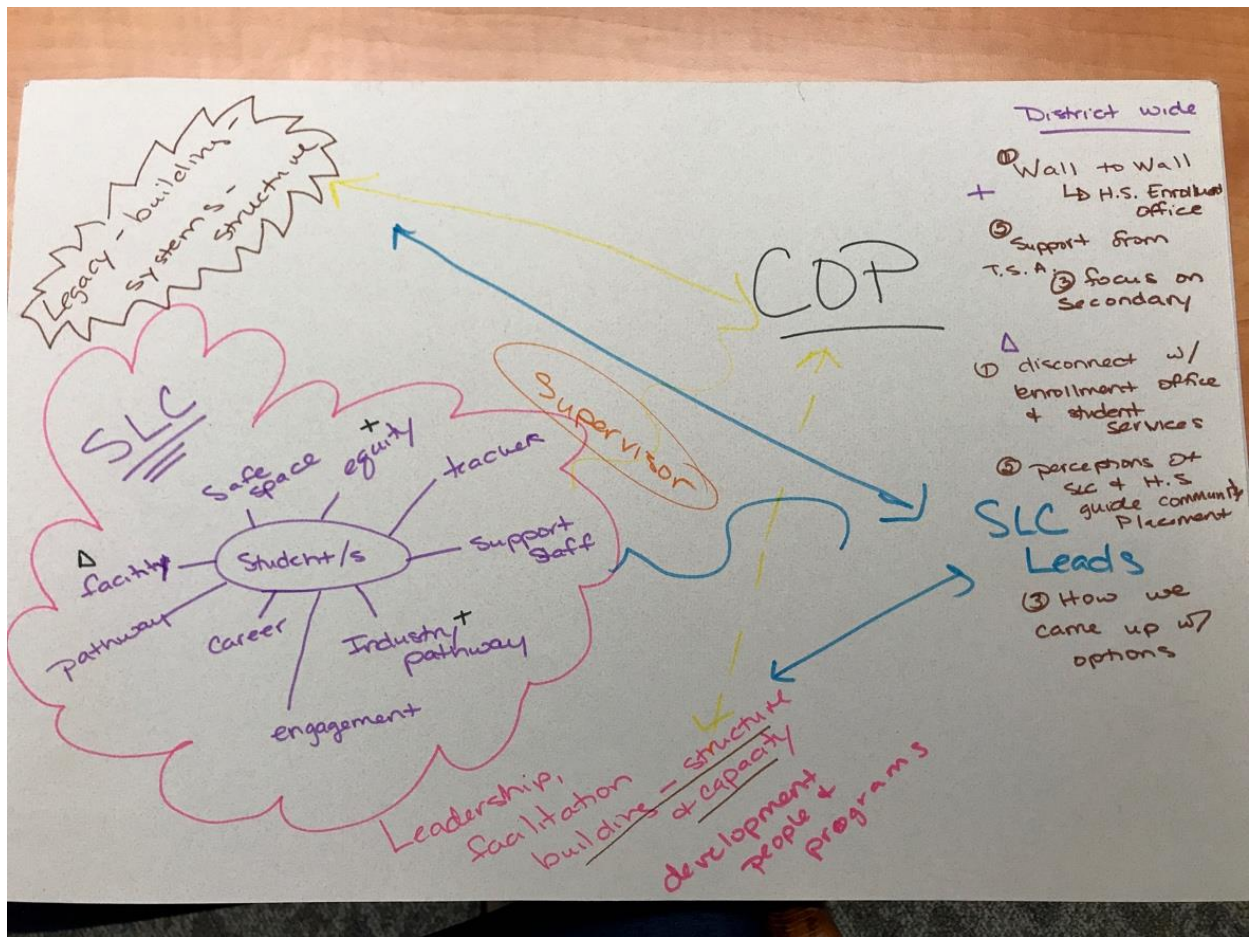 Legacy - building -
systems -
structure
SLC
Safe
space
equity
+
teacher
Δ
facility
Student/s
Support
staff
pathway
Career
Industry
+
pathway
engagement
Supervisor
COP
SLC
Leads
Leadership,
facilitation
building - structure
& capacity
development
people &
programs
District wide
+
① Wall to Wall
↳ H.S. Enrollment
office
② Support from
T.S.A.
③ focus on
secondary
Δ
① disconnect w/
enrollment office
& student
services
② perceptions of
SLC & H.S
guide community
Placement
③ How we
came up w/
options